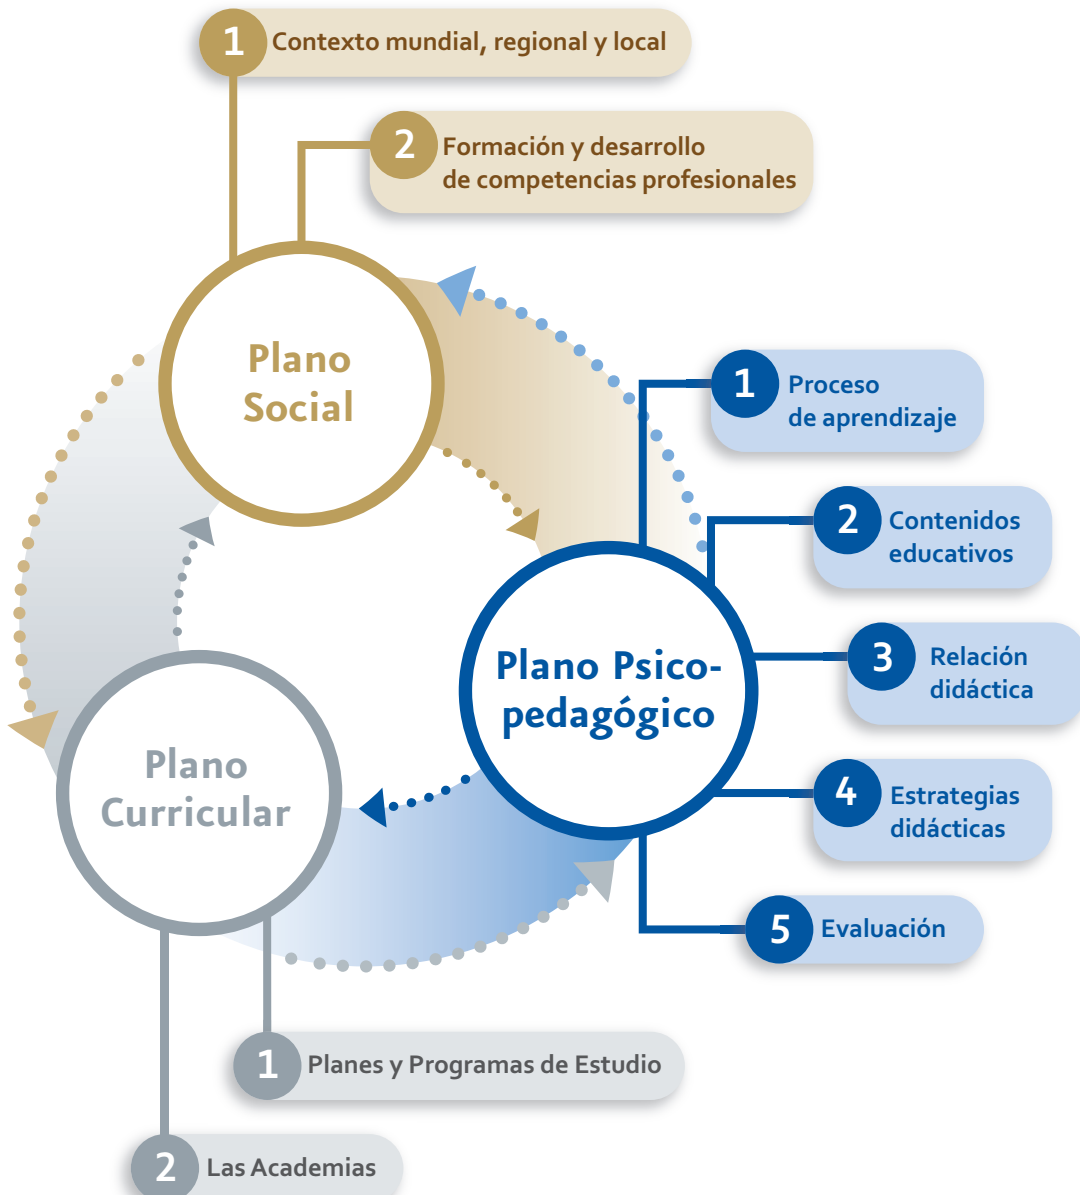 1 Contexto mundial, regional y local
2 Formación y desarrollo
de competencias profesionales
Plano
Social
1 Proceso
de aprendizaje
2 Contenidos
educativos
3 Relación
didáctica
Plano Psico-
pedagógico
4 Estrategias
didácticas
5 Evaluación
Plano
Curricular
1 Planes y Programas de Estudio
2 Las Academias